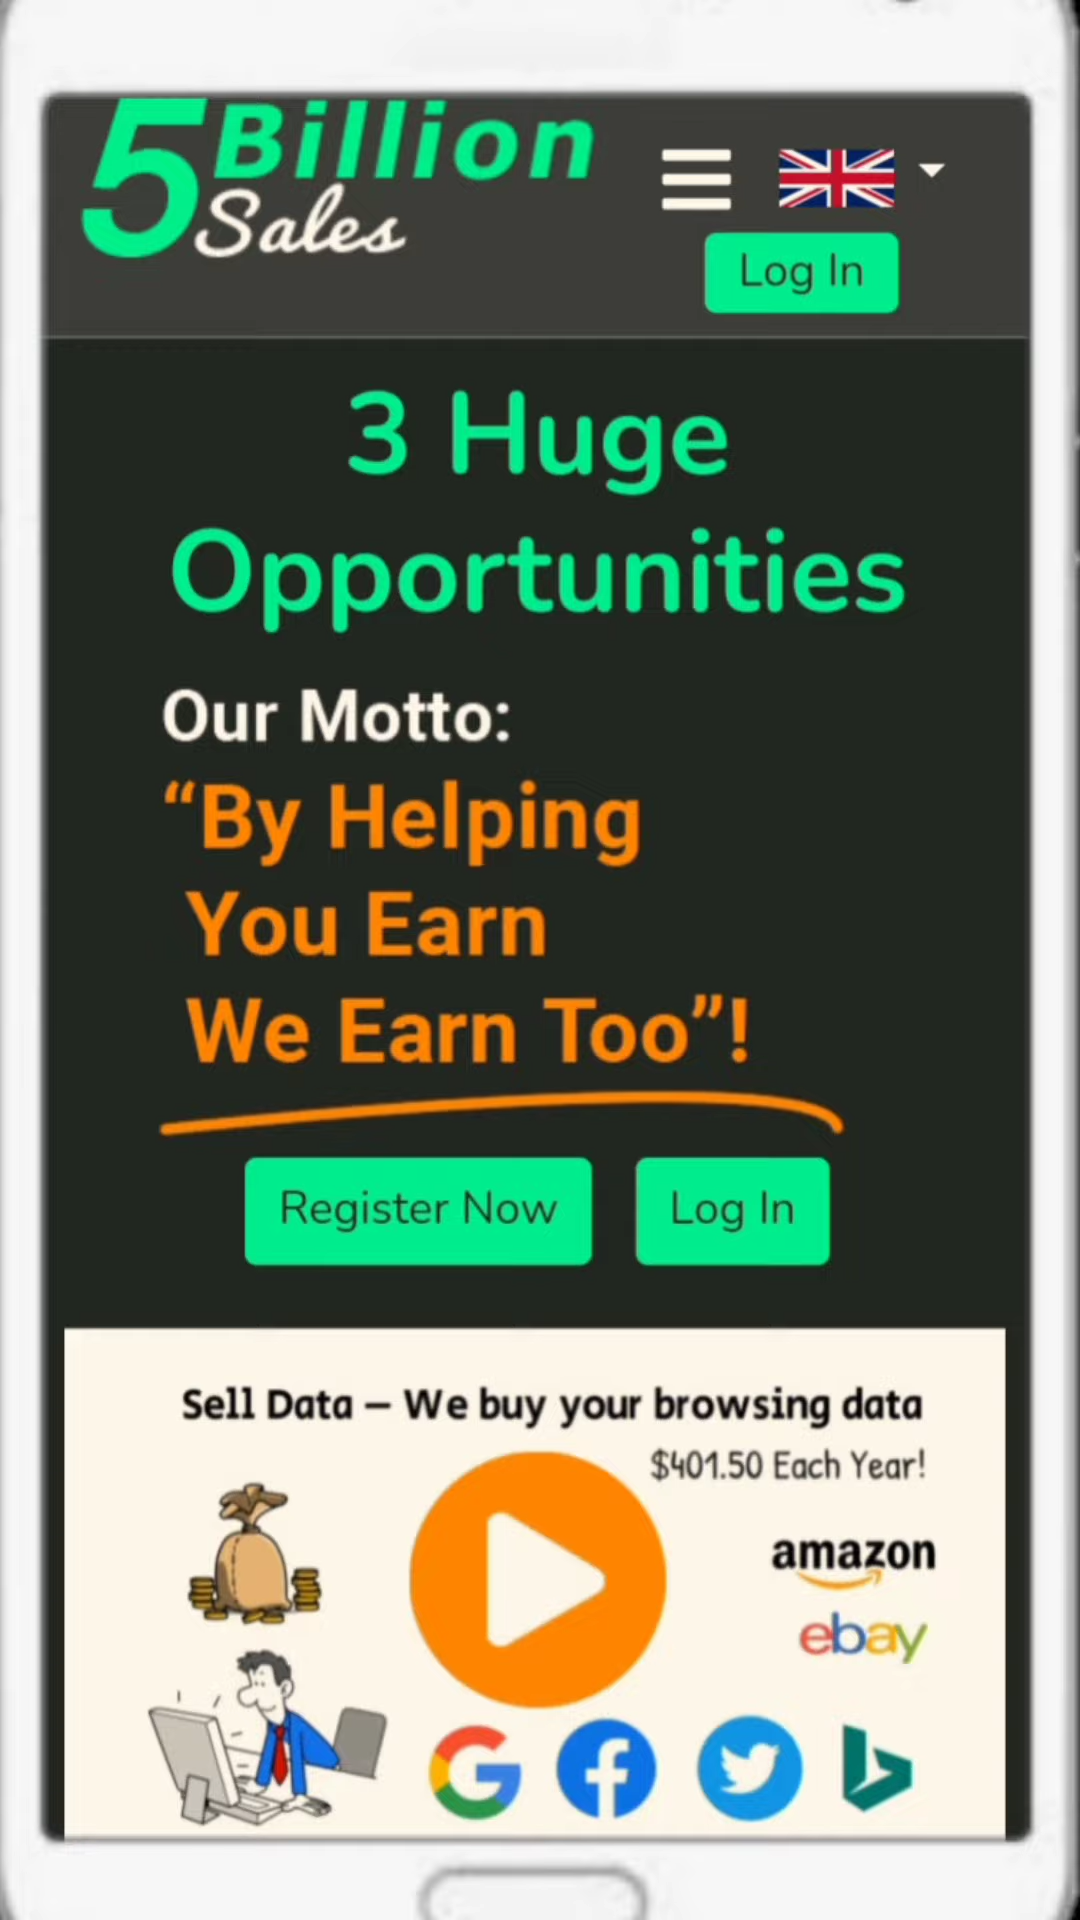 5 Billion
Sales
Log In
3 Huge
Opportunities
Our Motto:
“By Helping
You Earn
We Earn Too”!
Register Now
Log In
Sell Data – We buy your browsing data
$401.50 Each Year!
amazon
ebay